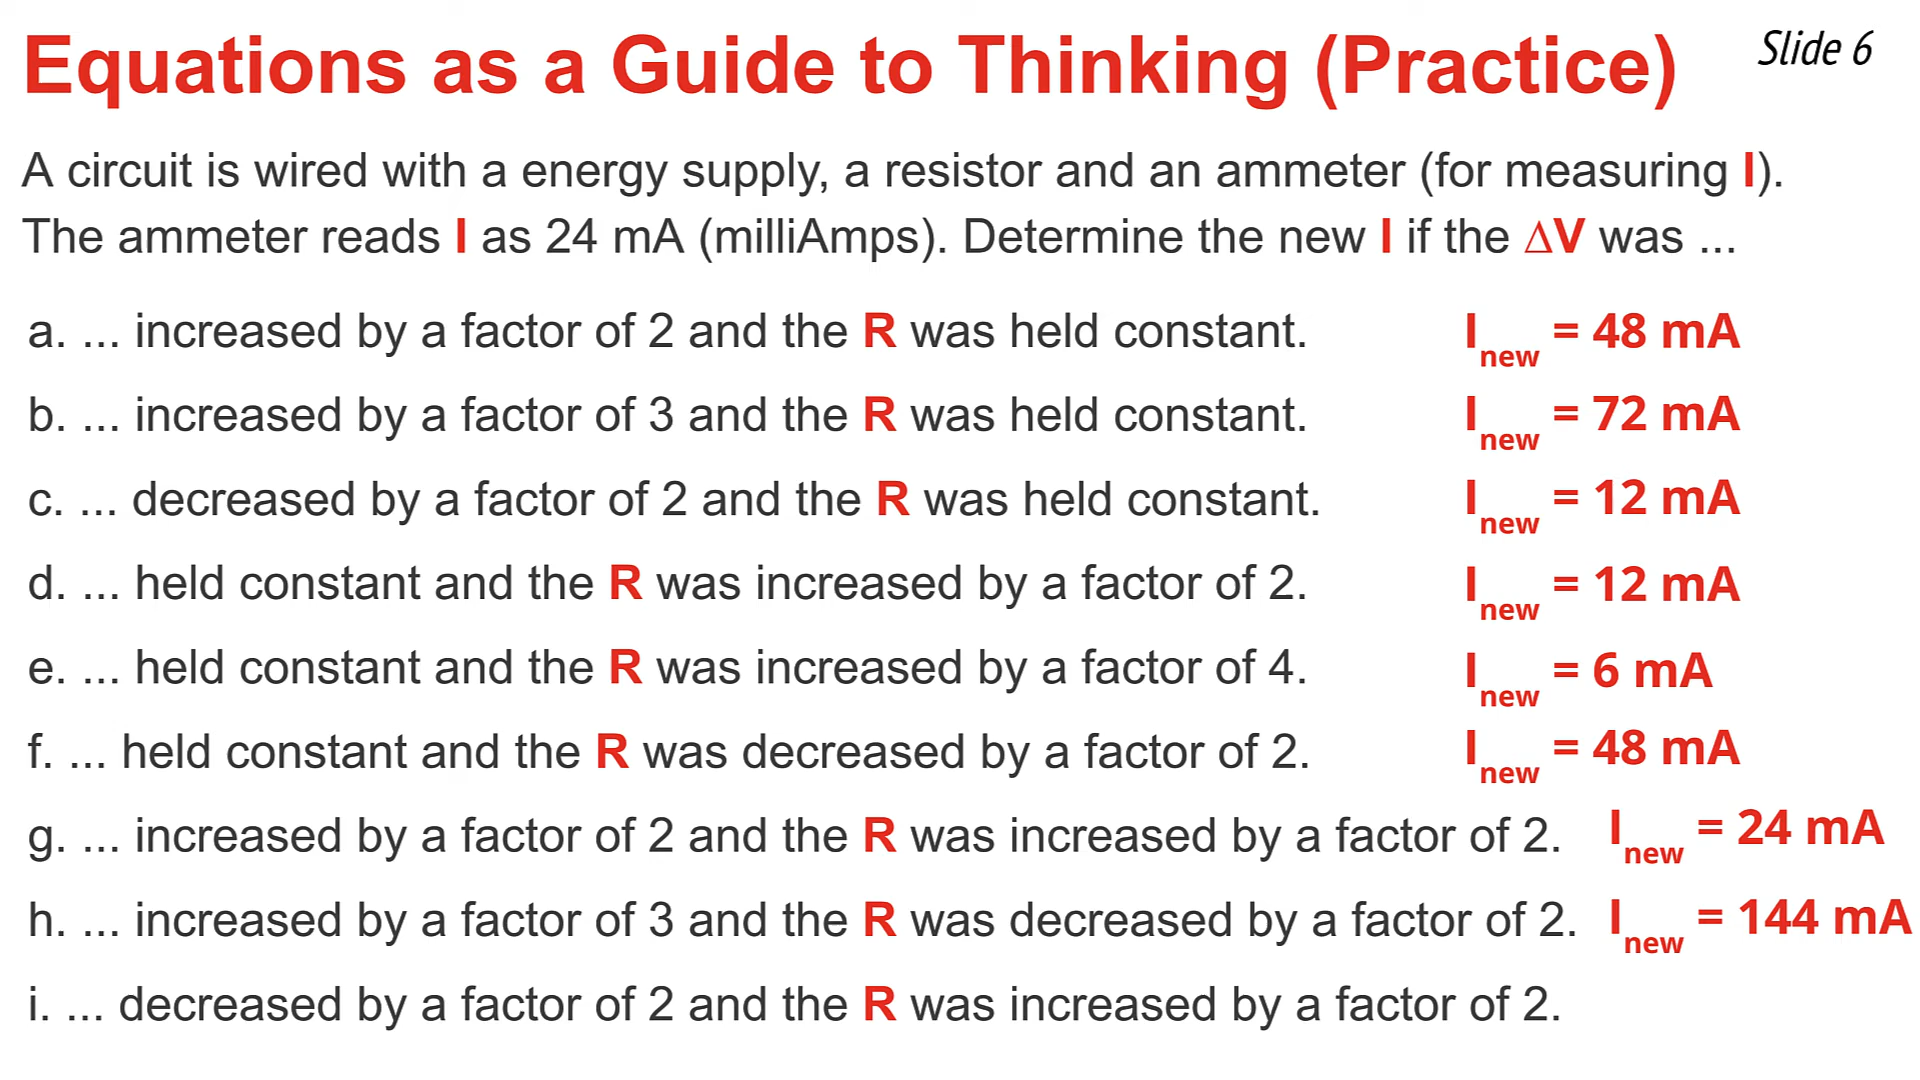 Equations as a Guide to Thinking (Practice)
Slide 6
A circuit is wired with a energy supply, a resistor and an ammeter (for measuring I).
The ammeter reads I as 24 mA (milliAmps). Determine the new I if the ΔV was ...
a. ... increased by a factor of 2 and the R was held constant. Inew = 48 mA
b. ... increased by a factor of 3 and the R was held constant. Inew = 72 mA
c. ... decreased by a factor of 2 and the R was held constant. Inew = 12 mA
d. ... held constant and the R was increased by a factor of 2. Inew = 12 mA
e. ... held constant and the R was increased by a factor of 4. Inew = 6 mA
f. ... held constant and the R was decreased by a factor of 2. Inew = 48 mA
g. ... increased by a factor of 2 and the R was increased by a factor of 2. Inew = 24 mA
h. ... increased by a factor of 3 and the R was decreased by a factor of 2. Inew = 144 mA
i. ... decreased by a factor of 2 and the R was increased by a factor of 2.